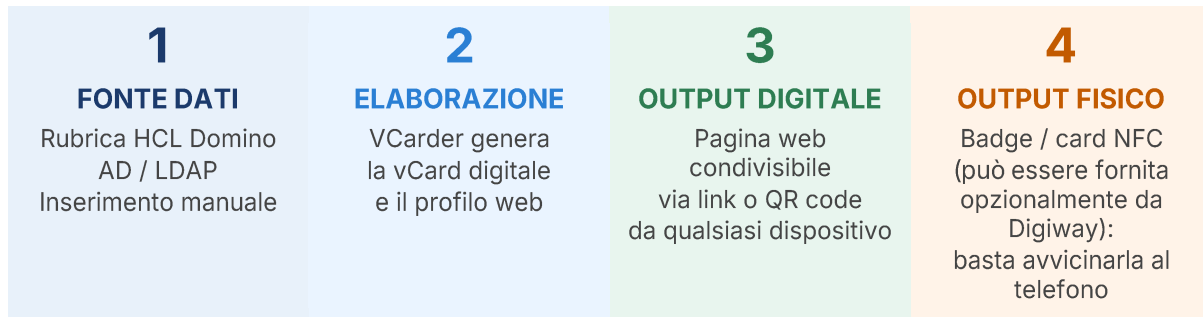 1
FONTE DATI
Rubrica HCL Domino
AD / LDAP
Inserimento manuale
2
ELABORAZIONE
VCarder genera
la vCard digitale
e il profilo web
3
OUTPUT DIGITALE
Pagina web
condivisibile
via link o QR code
da qualsiasi dispositivo
4
OUTPUT FISICO
Badge / card NFC
(può essere fornita
opzionalmente da
Digiway):
basta avvicinarla al
telefono